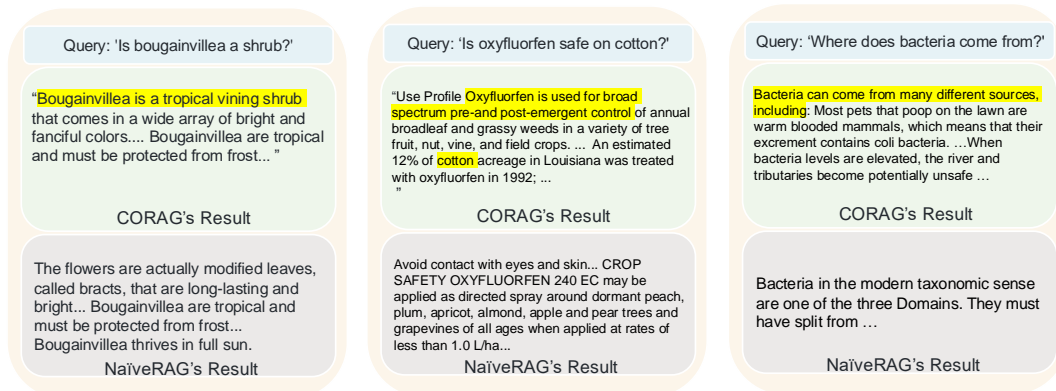 Query: 'Is bougainvillea a shrub?'
“Bougainvillea is a tropical vining shrub
that comes in a wide array of bright and
fanciful colors.... Bougainvillea are tropical
and must be protected from frost... ”
CORAG's Result
The flowers are actually modified leaves,
called bracts, that are long-lasting and
bright... Bougainvillea are tropical and
must be protected from frost...
Bougainvillea thrives in full sun.
NaïveRAG's Result
Query: 'Is oxyfluorfen safe on cotton?'
“Use Profile Oxyfluorfen is used for broad
spectrum pre-and post-emergent control of annual
broadleaf and grassy weeds in a variety of tree
fruit, nut, vine, and field crops. ... An estimated
12% of cotton acreage in Louisiana was treated
with oxyfluorfen in 1992; ...
”
CORAG's Result
Avoid contact with eyes and skin... CROP
SAFETY OXYFLUORFEN 240 EC may be
applied as directed spray around dormant peach,
plum, apricot, almond, apple and pear trees and
grapevines of all ages when applied at rates of
less than 1.0 L/ha...
NaïveRAG's Result
Query: ‘Where does bacteria come from?'
Bacteria can come from many different sources,
including: Most pets that poop on the lawn are
warm blooded mammals, which means that their
excrement contains coli bacteria. …When
bacteria levels are elevated, the river and
tributaries become potentially unsafe …
CORAG's Result
Bacteria in the modern taxonomic sense
are one of the three Domains. They must
have split from …
NaïveRAG's Result